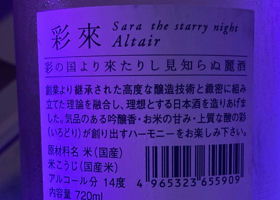 彩來
Sara the starry night
Altair
彩の国より來たりし見知らぬ麗酒
創業より継承された高度な醸造技術と緻密に組み
立てた理論を融合し、理想とする日本酒を造りあげま
した。気品のある吟醸香・お米の甘み・上質な酸の彩
(いろどり)が創り出すハーモニーをお楽しみ下さい。
原材料名 米(国産)
米こうじ(国産米)
アルコール分 14度
内容量 720ml
4 965323 655909